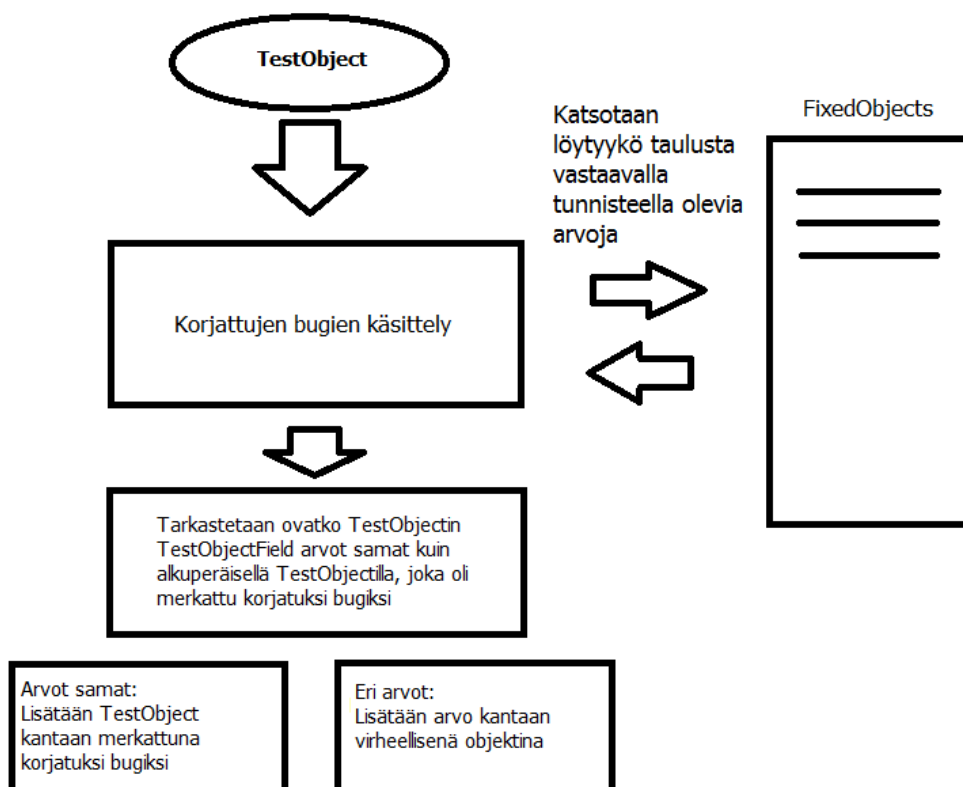 TestObject
Katsotaan
löytyykö taulusta
vastaavalla
tunnisteella olevia
arvoja
FixedObjects
Korjattujen bugien käsittely
Tarkastetaan ovatko TestObjectin
TestObjectField arvot samat kuin
alkuperäisellä TestObjectilla, joka oli
merkattu korjatuksi bugiksi
Arvot samat:
Lisätään TestObject
kantaan merkattuna
korjatuksi bugiksi
Eri arvot:
Lisätään arvo kantaan
virheellisenä objektina